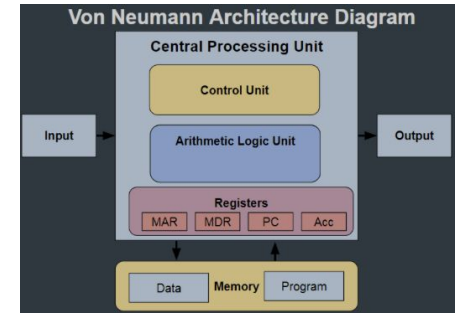 Von Neumann Architecture Diagram
Central Processing Unit
Control Unit
Input
Arithmetic Logic Unit
Output
Registers
MAR MDR PC Acc
Data Memory Program